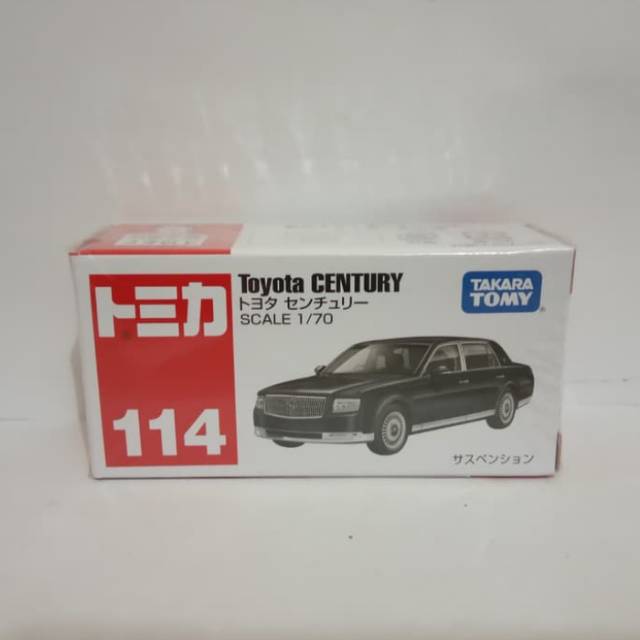 トミカ
114
Toyota CENTURY
トヨタ センチュリー
SCALE 1/70
TAKARA
TOMY
サスペンション